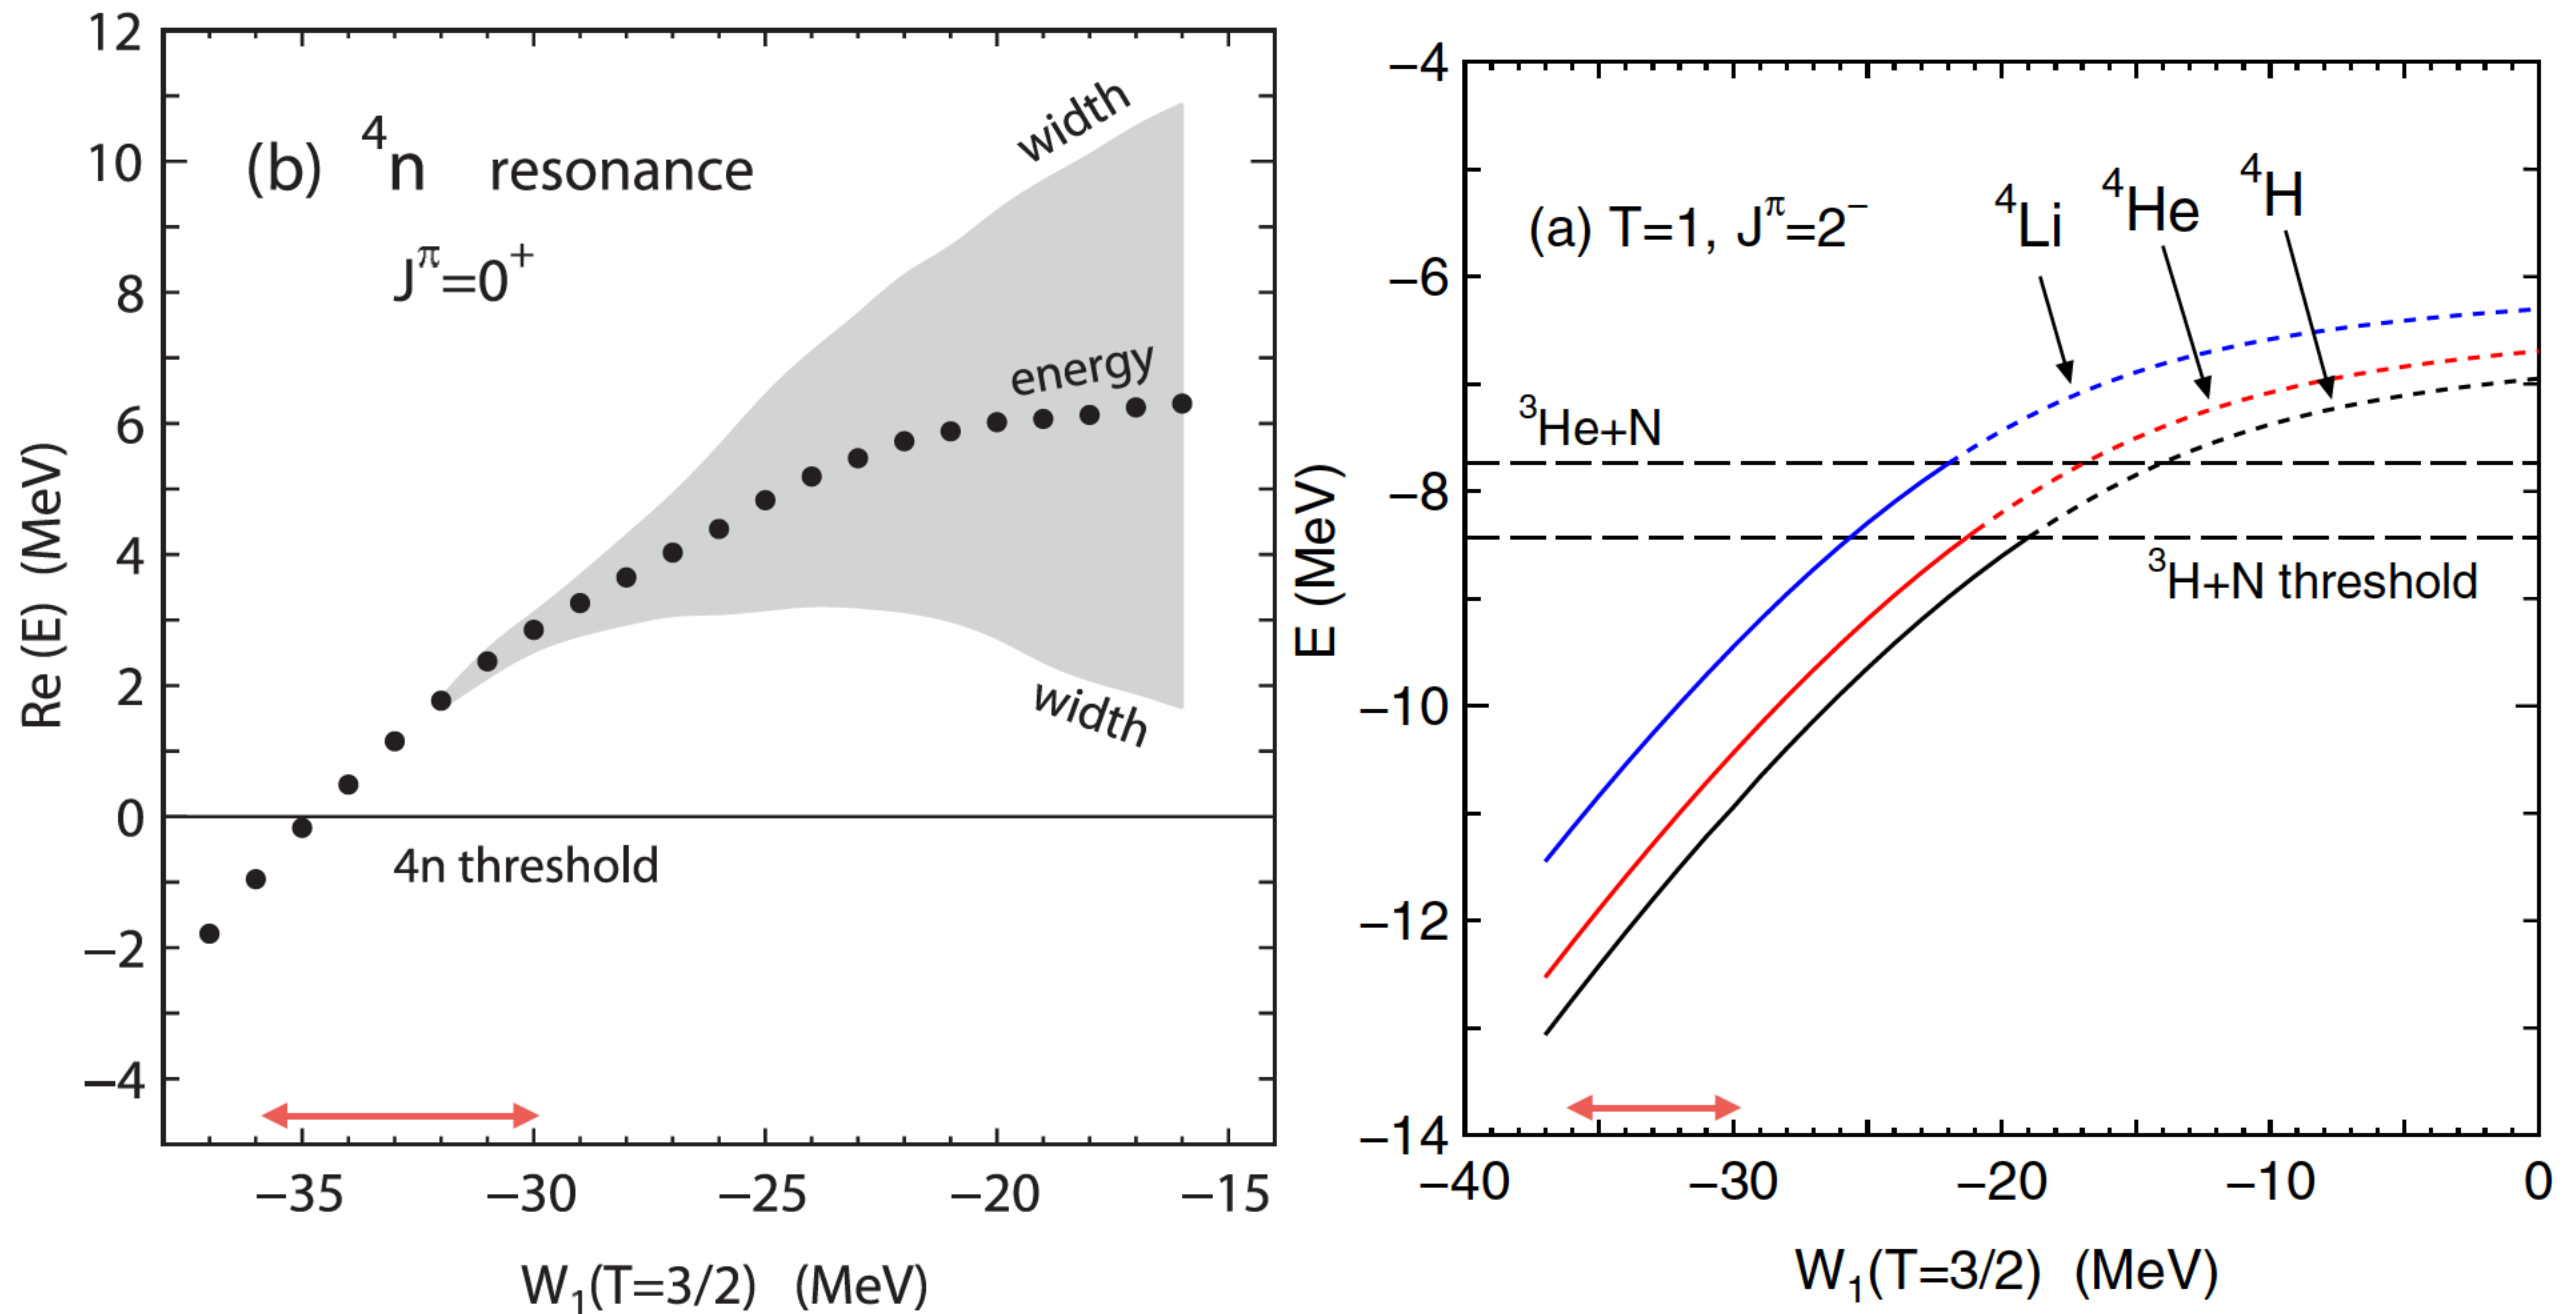 12
10
8
6
4
2
0
−2
−4
Re (E) (MeV)
(b) ⁴n resonance
J^π=0⁺
width
energy
width
4n threshold
−35 −30 −25 −20 −15
W₁(T=3/2) (MeV)
−4
−6
−8
−10
−12
−14
E (MeV)
(a) T=1, J^π=2⁻
⁴Li
⁴He
⁴H
³He+N
³H+N threshold
−40 −30 −20 −10 0
W₁(T=3/2) (MeV)